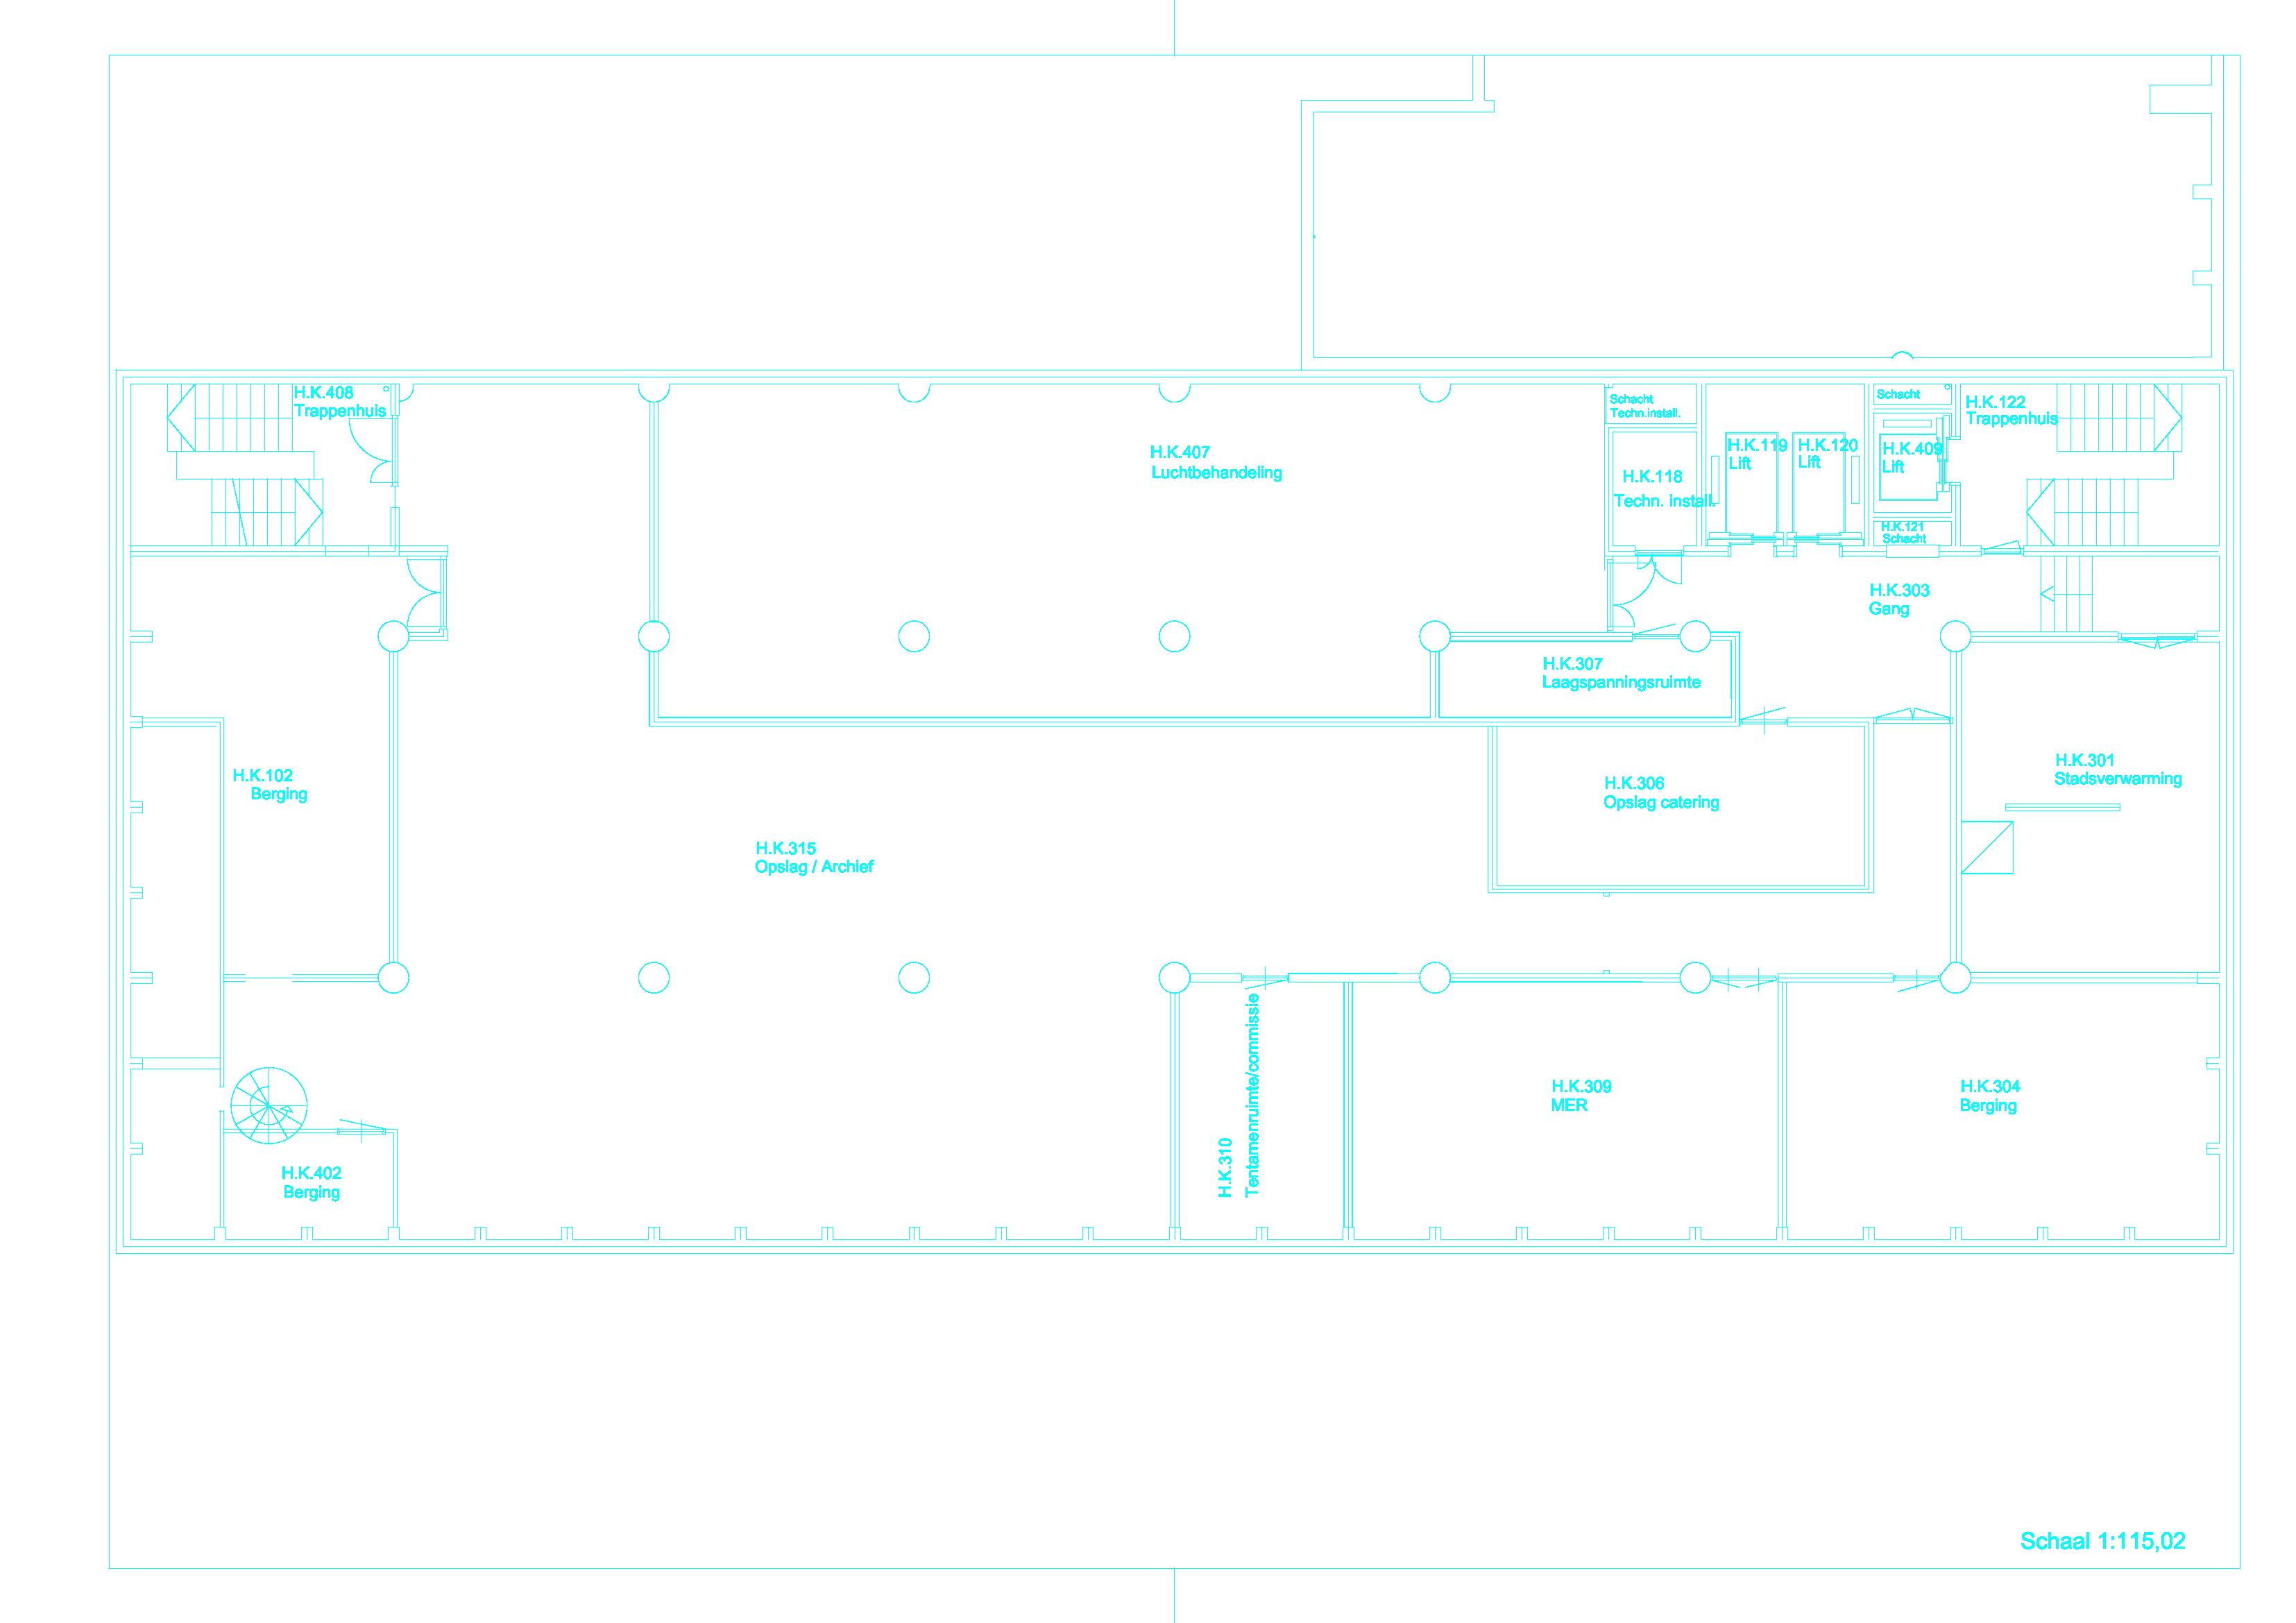 H.K.408
Trappenhuis
H.K.407
Luchtbehandeling
Schacht
Techn.install.
H.K.118
Techn. install.
H.K.119
Lift
H.K.120
Lift
Schacht
H.K.409
Lift
H.K.121
Schacht
H.K.122
Trappenhuis
H.K.303
Gang
H.K.307
Laagspanningsruimte
H.K.102
Berging
H.K.306
Opslag catering
H.K.301
Stadsverwarming
H.K.315
Opslag / Archief
H.K.310
Tentamenruimte/commissie
H.K.309
MER
H.K.304
Berging
H.K.402
Berging
Schaal 1:115,02